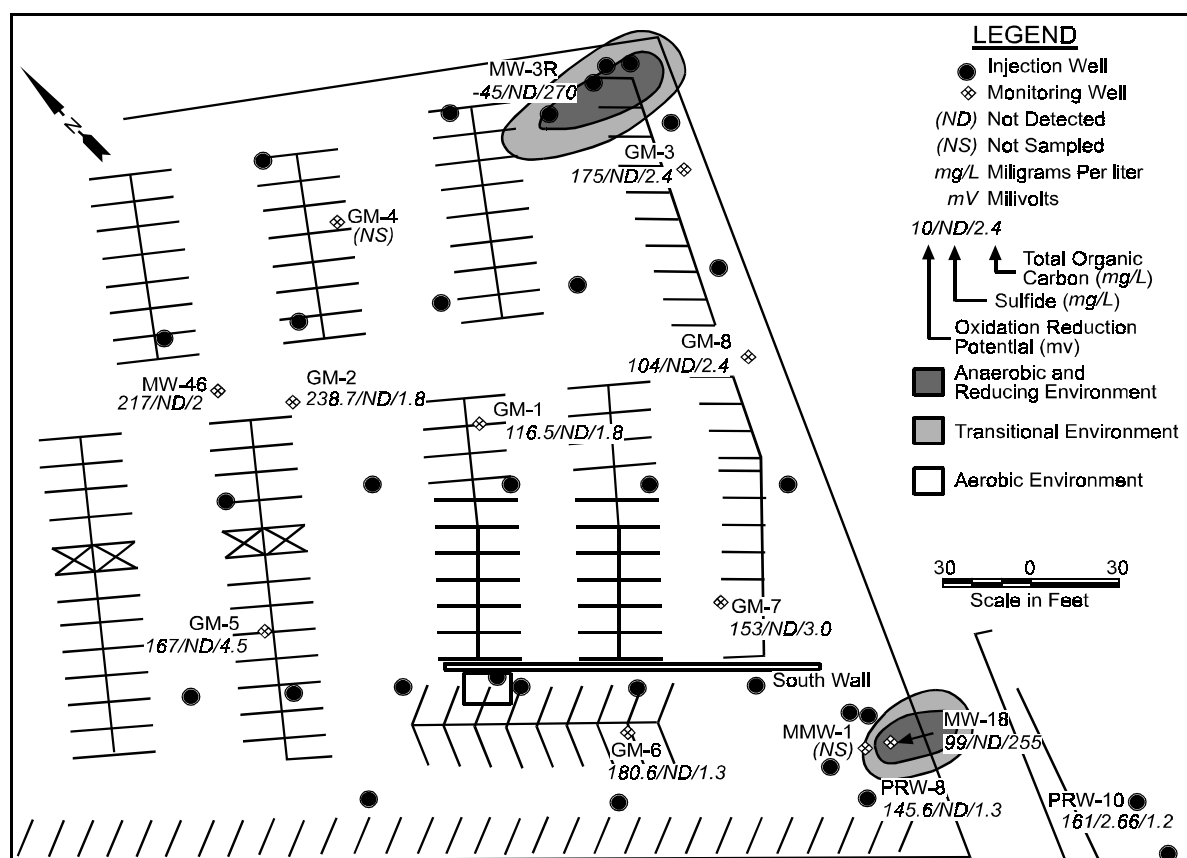 LEGEND
Injection Well
Monitoring Well
(ND) Not Detected
(NS) Not Sampled
mg/L Miligrams Per liter
mV Milivolts
10/ND/2.4
Total Organic
Carbon (mg/L)
Sulfide (mg/L)
Oxidation Reduction
Potential (mv)
Anaerobic and
Reducing Environment
Transitional Environment
Aerobic Environment
30 0 30
Scale in Feet
N
MW-3R
-45/ND/270
GM-3
175/ND/2.4
GM-4
(NS)
GM-8
104/ND/2.4
MW-46
217/ND/2
GM-2
238.7/ND/1.8
GM-1
116.5/ND/1.8
GM-5
167/ND/4.5
GM-7
153/ND/3.0
South Wall
GM-6
180.6/ND/1.3
MMW-1
(NS)
MW-18
99/ND/255
PRW-8
145.6/ND/1.3
PRW-10
161/2.66/1.2